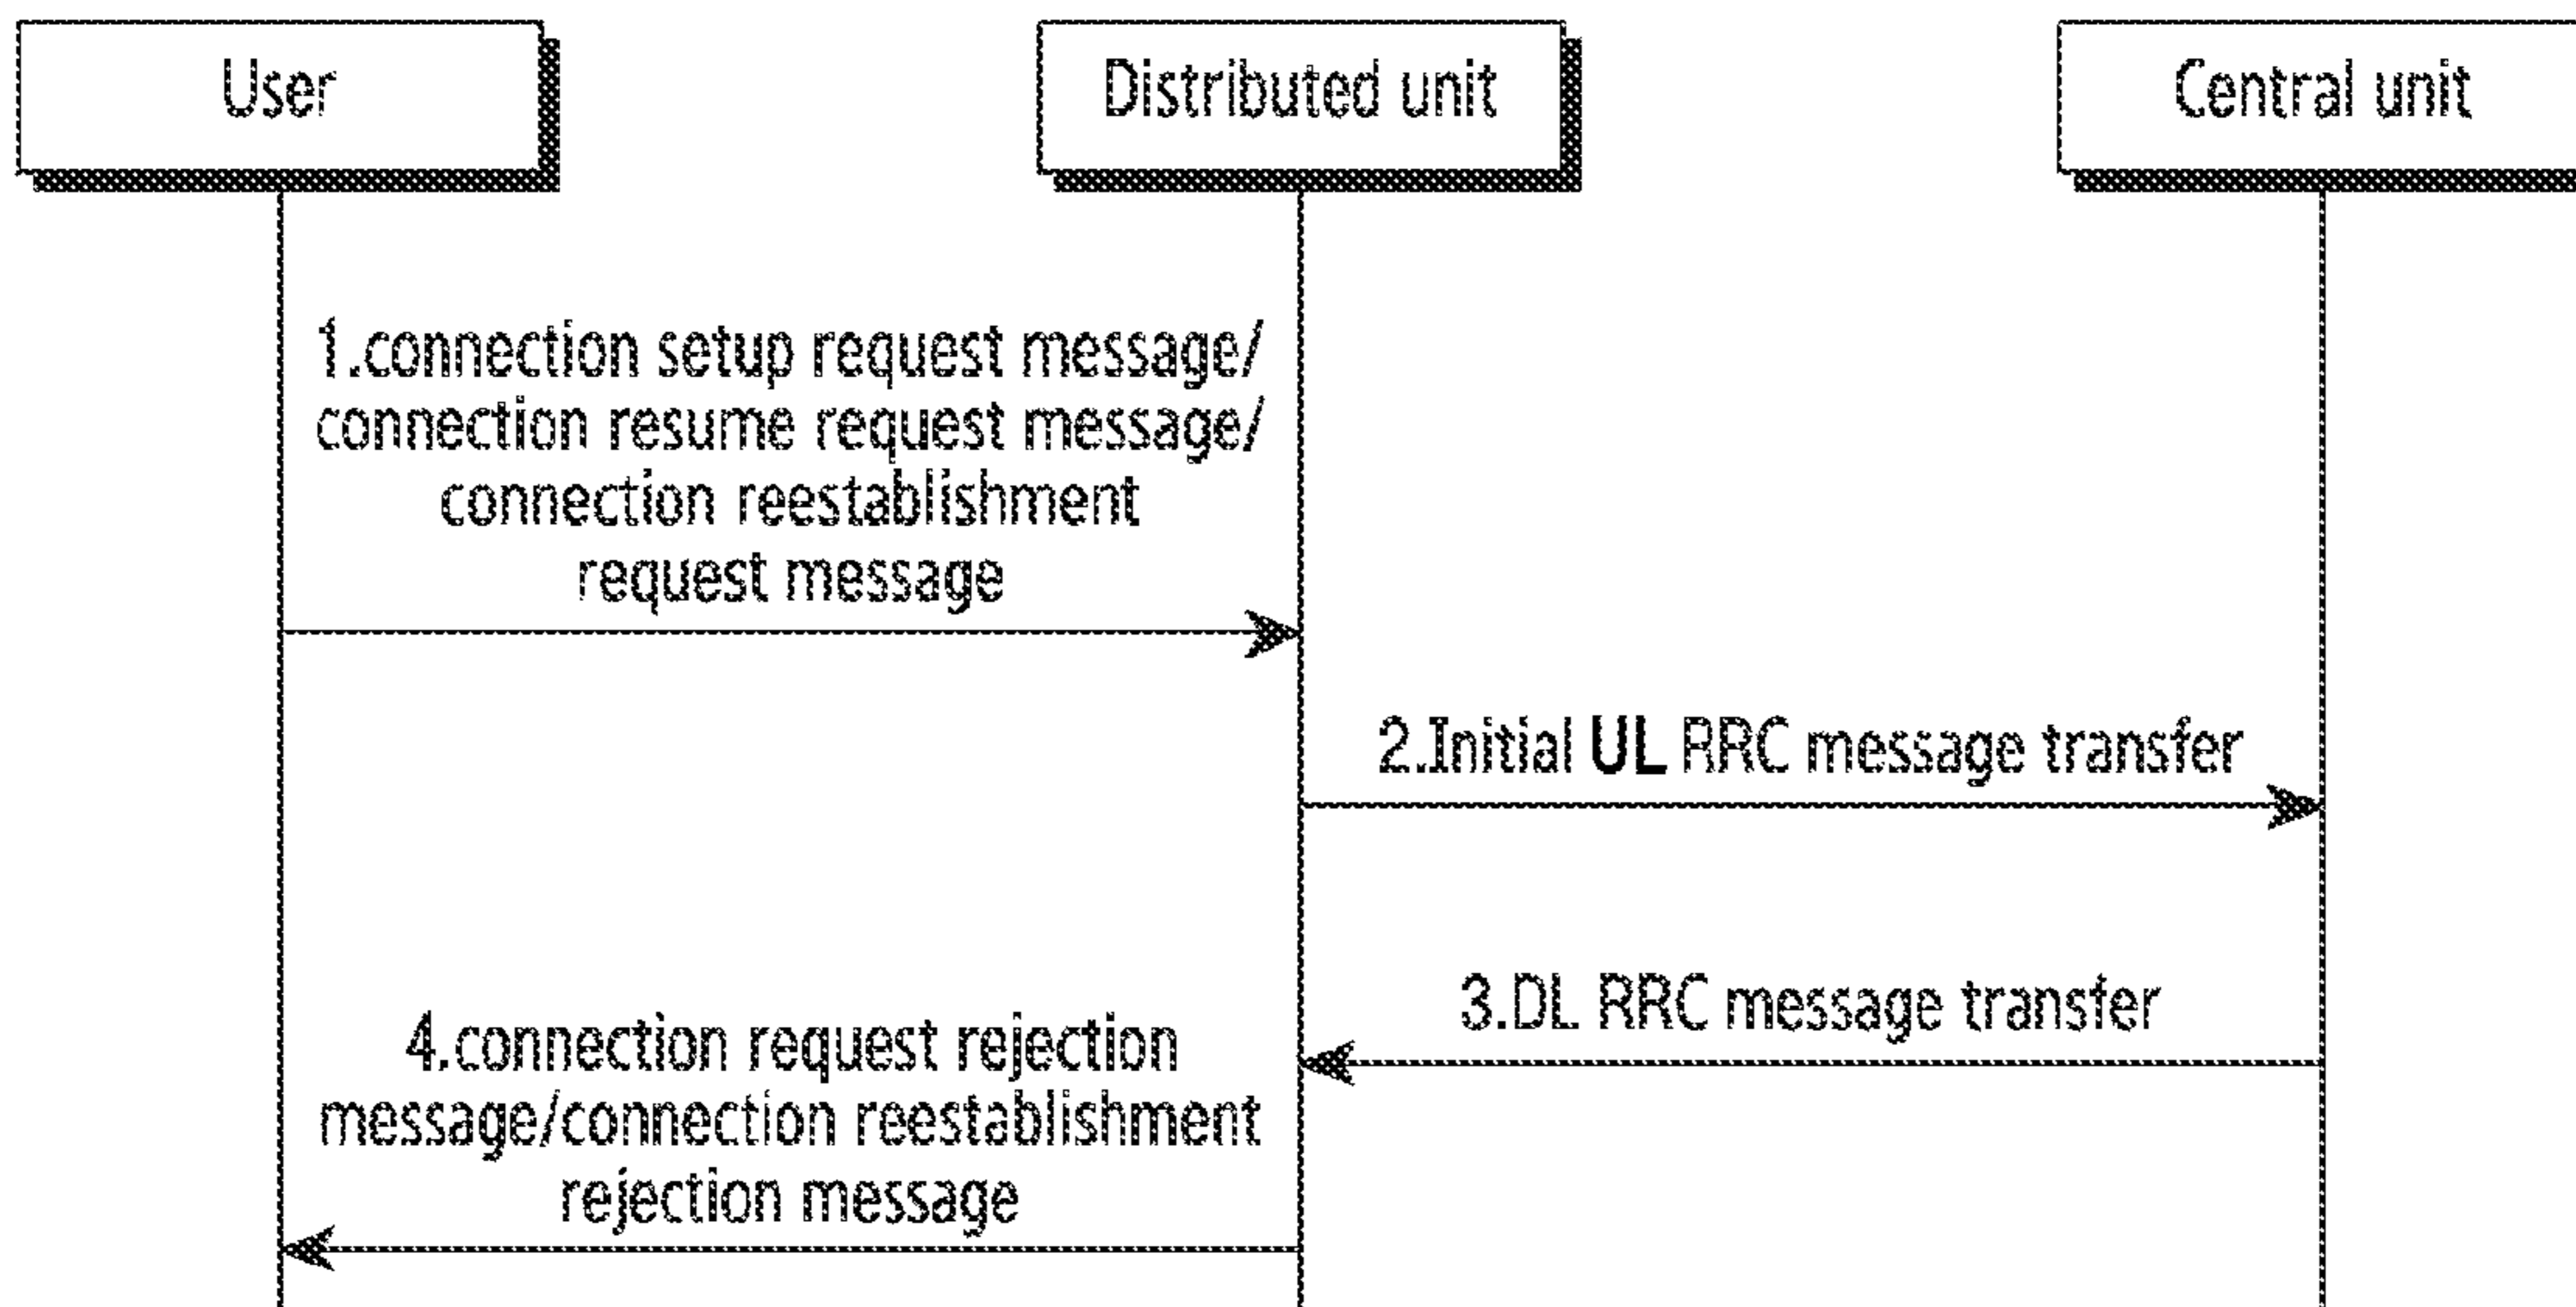 User
Distributed unit
Central unit
1.connection setup request message/
connection resume request message/
connection reestablishment
request message
2.Initial UL RRC message transfer
3.DL RRC message transfer
4.connection request rejection
message/connection reestablishment
rejection message